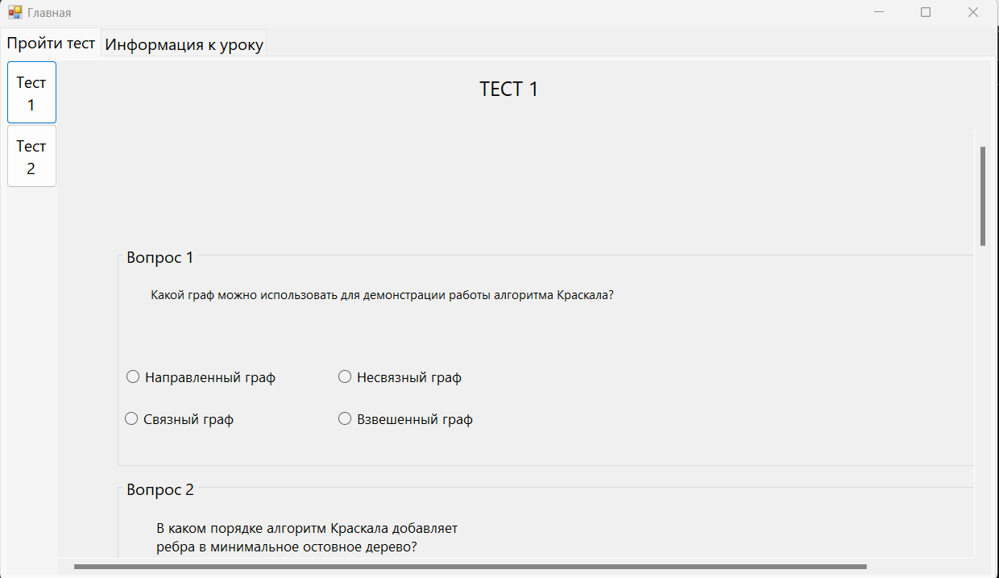 Главная
Пройти тест Информация к уроку
Тест
1
Тест
2
ТЕСТ 1
Вопрос 1
Какой граф можно использовать для демонстрации работы алгоритма Краскала?
Направленный граф Несвязный граф
Связный граф Взвешенный граф
Вопрос 2
В каком порядке алгоритм Краскала добавляет
ребра в минимальное остовное дерево?